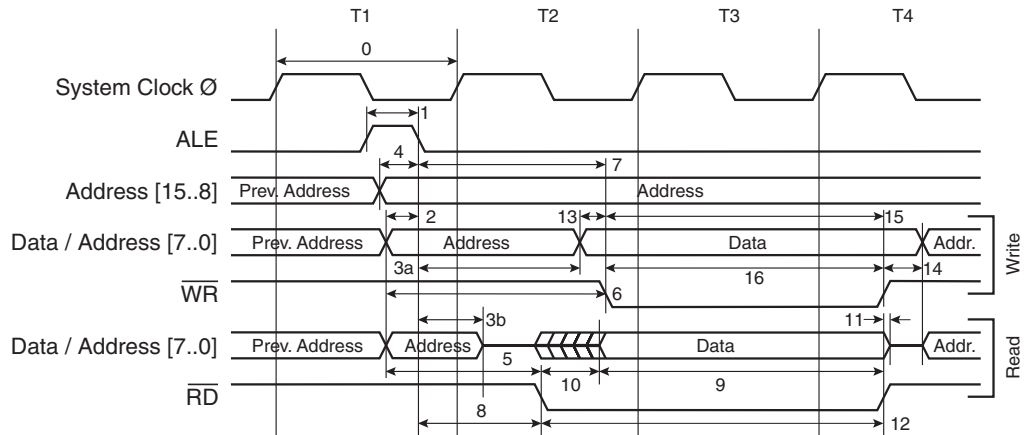 T1 T2 T3 T4
0
System Clock Ø
1
ALE
4 7
Address [15..8] Prev. Address Address
2 13 15
Data / Address [7..0] Prev. Address Address Data Addr.
3a 16 14
WR 6
Write
3b 11
Data / Address [7..0] Prev. Address Address Data Addr.
5 10 9
RD
Read
8 12